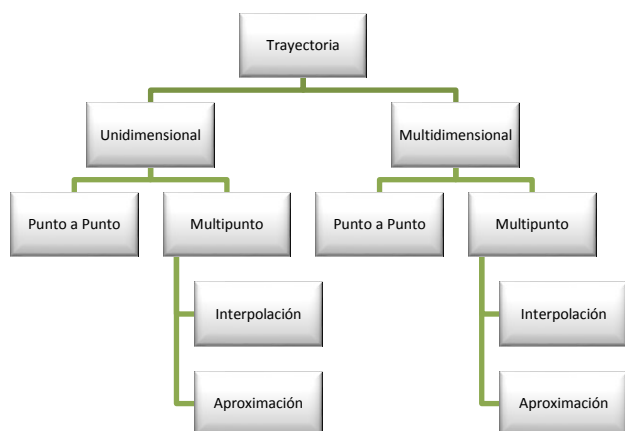 Trayectoria
Unidimensional
Multidimensional
Punto a Punto
Multipunto
Punto a Punto
Multipunto
Interpolación
Interpolación
Aproximación
Aproximación